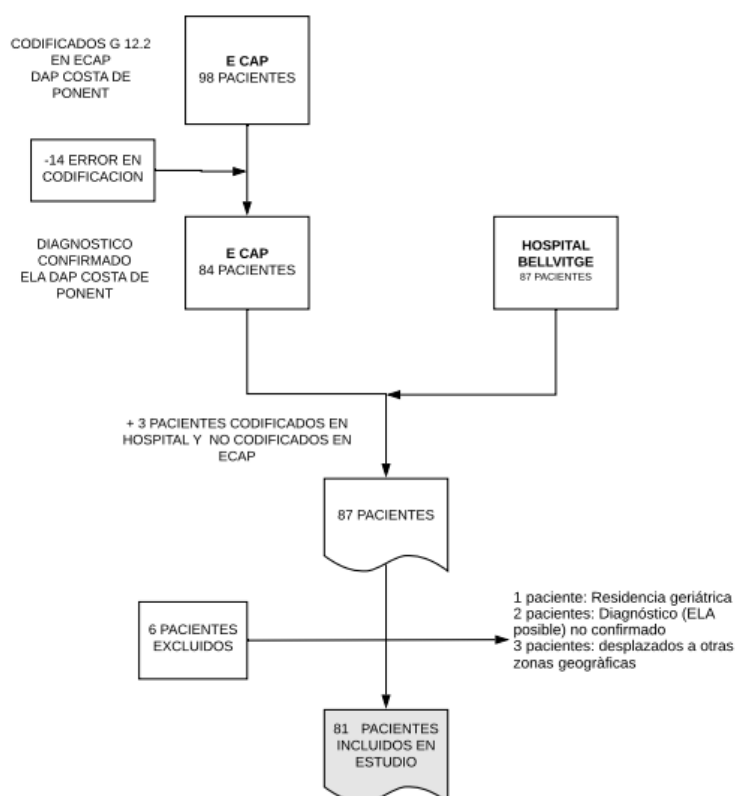 CODIFICADOS G 12.2
EN ECAP
DAP COSTA DE
PONENT
E CAP
98 PACIENTES
-14 ERROR EN
CODIFICACION
DIAGNOSTICO
CONFIRMADO
ELA DAP COSTA DE
PONENT
E CAP
84 PACIENTES
HOSPITAL
BELLVITGE
87 PACIENTES
+ 3 PACIENTES CODIFICADOS EN
HOSPITAL Y NO CODIFICADOS EN
ECAP
87 PACIENTES
6 PACIENTES
EXCLUIDOS
1 paciente: Residencia geriátrica
2 pacientes: Diagnóstico (ELA
posible) no confirmado
3 pacientes: desplazados a otras
zonas geogràficas
81 PACIENTES
INCLUIDOS EN
ESTUDIO